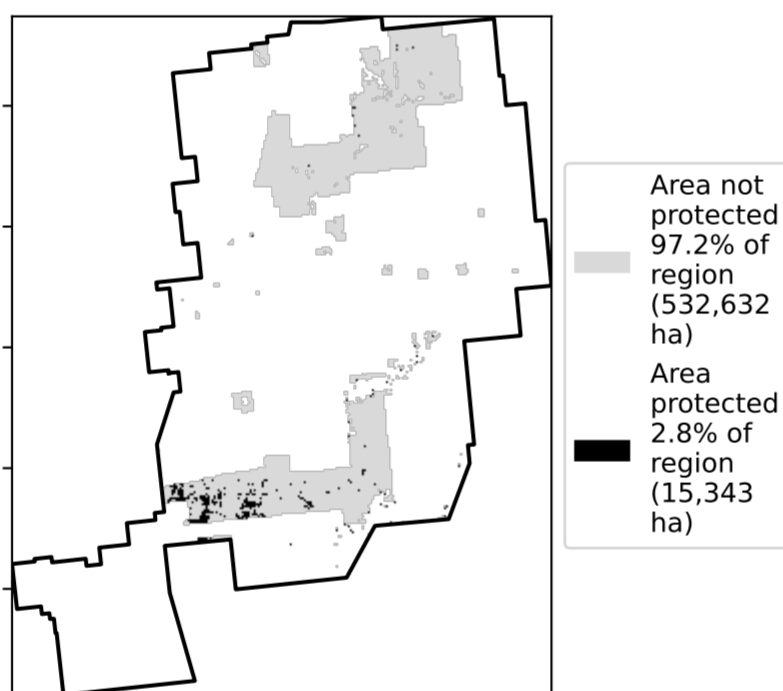 Area not
protected
97.2% of
region
(532,632
ha)
Area
protected
2.8% of
region
(15,343
ha)